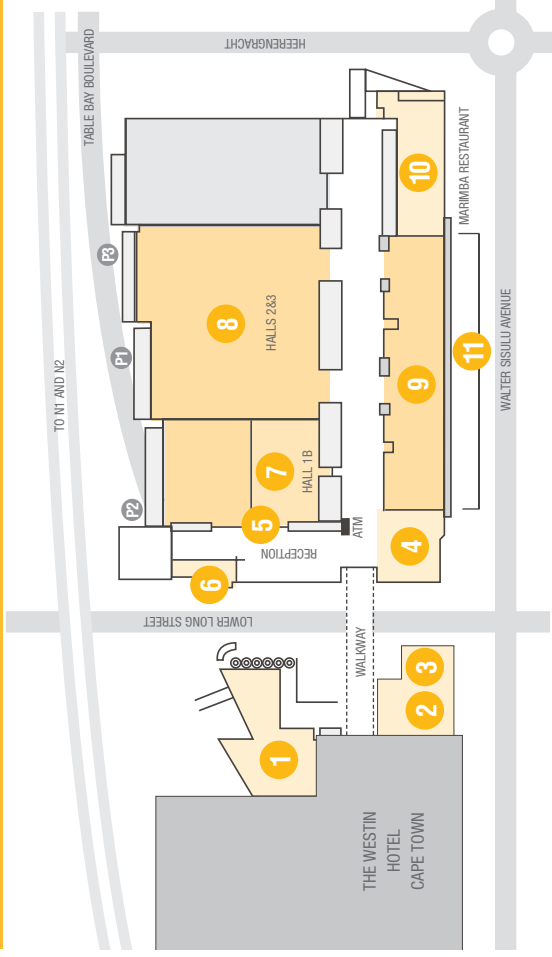 HEERENGRACHT
TABLE BAY BOULEVARD
TO N1 AND N2
P3
P1
P2
10
MARIMBA RESTAURANT
8
HALLS 2&3
9
11
WALTER SISULU AVENUE
7
HALL 1B
5
ATM
RECEPTION
4
6
LOWER LONG STREET
WALKWAY
3
2
1
THE WESTIN
HOTEL
CAPE TOWN